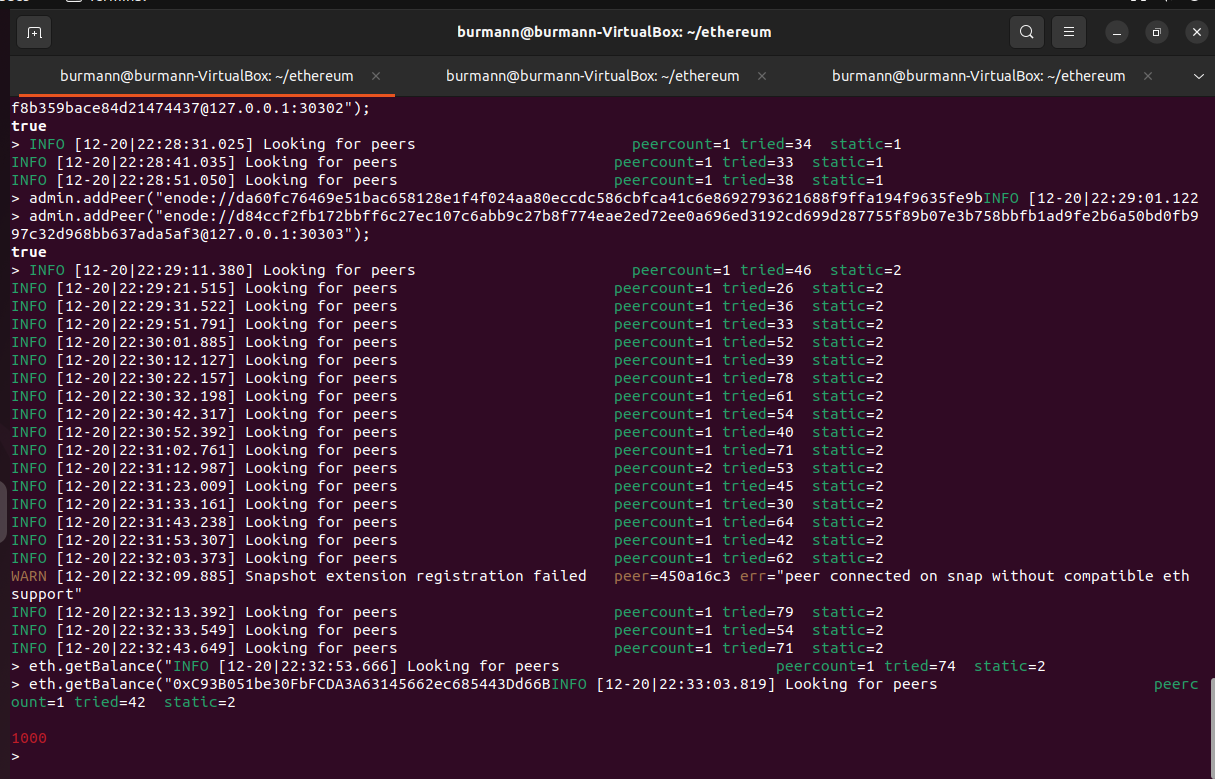 burmann@burmann-VirtualBox: ~/ethereum
burmann@burmann-VirtualBox: ~/ethereum × burmann@burmann-VirtualBox: ~/ethereum × burmann@burmann-VirtualBox: ~/ethereum ×
f8b359bace84d21474437@127.0.0.1:30302");
true
> INFO [12-20|22:28:31.025] Looking for peers peercount=1 tried=34 static=1
INFO [12-20|22:28:41.035] Looking for peers peercount=1 tried=33 static=1
INFO [12-20|22:28:51.050] Looking for peers peercount=1 tried=38 static=1
> admin.addPeer("enode://da60fc76469e51bac658128e1f4f024aa80eccdc586cbfca41c6e8692793621688f9ffa194f9635fe9bINFO [12-20|22:29:01.122
> admin.addPeer("enode://d84ccf2fb172bbff6c27ec107c6abb9c27b8f774eae2ed72ee0a696ed3192cd699d287755f89b07e3b758bbfb1ad9fe2b6a50bd0fb9
97c32d968bb637ada5af3@127.0.0.1:30303");
true
> INFO [12-20|22:29:11.380] Looking for peers peercount=1 tried=46 static=2
INFO [12-20|22:29:21.515] Looking for peers peercount=1 tried=26 static=2
INFO [12-20|22:29:31.522] Looking for peers peercount=1 tried=36 static=2
INFO [12-20|22:29:51.791] Looking for peers peercount=1 tried=33 static=2
INFO [12-20|22:30:01.885] Looking for peers peercount=1 tried=52 static=2
INFO [12-20|22:30:12.127] Looking for peers peercount=1 tried=39 static=2
INFO [12-20|22:30:22.157] Looking for peers peercount=1 tried=78 static=2
INFO [12-20|22:30:32.198] Looking for peers peercount=1 tried=61 static=2
INFO [12-20|22:30:42.317] Looking for peers peercount=1 tried=54 static=2
INFO [12-20|22:30:52.392] Looking for peers peercount=1 tried=40 static=2
INFO [12-20|22:31:02.761] Looking for peers peercount=1 tried=71 static=2
INFO [12-20|22:31:12.987] Looking for peers peercount=2 tried=53 static=2
INFO [12-20|22:31:23.009] Looking for peers peercount=1 tried=45 static=2
INFO [12-20|22:31:33.161] Looking for peers peercount=1 tried=30 static=2
INFO [12-20|22:31:43.238] Looking for peers peercount=1 tried=64 static=2
INFO [12-20|22:31:53.307] Looking for peers peercount=1 tried=42 static=2
INFO [12-20|22:32:03.373] Looking for peers peercount=1 tried=62 static=2
WARN [12-20|22:32:09.885] Snapshot extension registration failed peer=450a16c3 err="peer connected on snap without compatible eth
support"
INFO [12-20|22:32:13.392] Looking for peers peercount=1 tried=79 static=2
INFO [12-20|22:32:33.549] Looking for peers peercount=1 tried=54 static=2
INFO [12-20|22:32:43.649] Looking for peers peercount=1 tried=71 static=2
> eth.getBalance("INFO [12-20|22:32:53.666] Looking for peers peercount=1 tried=74 static=2
> eth.getBalance("0xC93B051be30FbFCDA3A63145662ec685443Dd66BINFO [12-20|22:33:03.819] Looking for peers peerc
ount=1 tried=42 static=2
1000
>